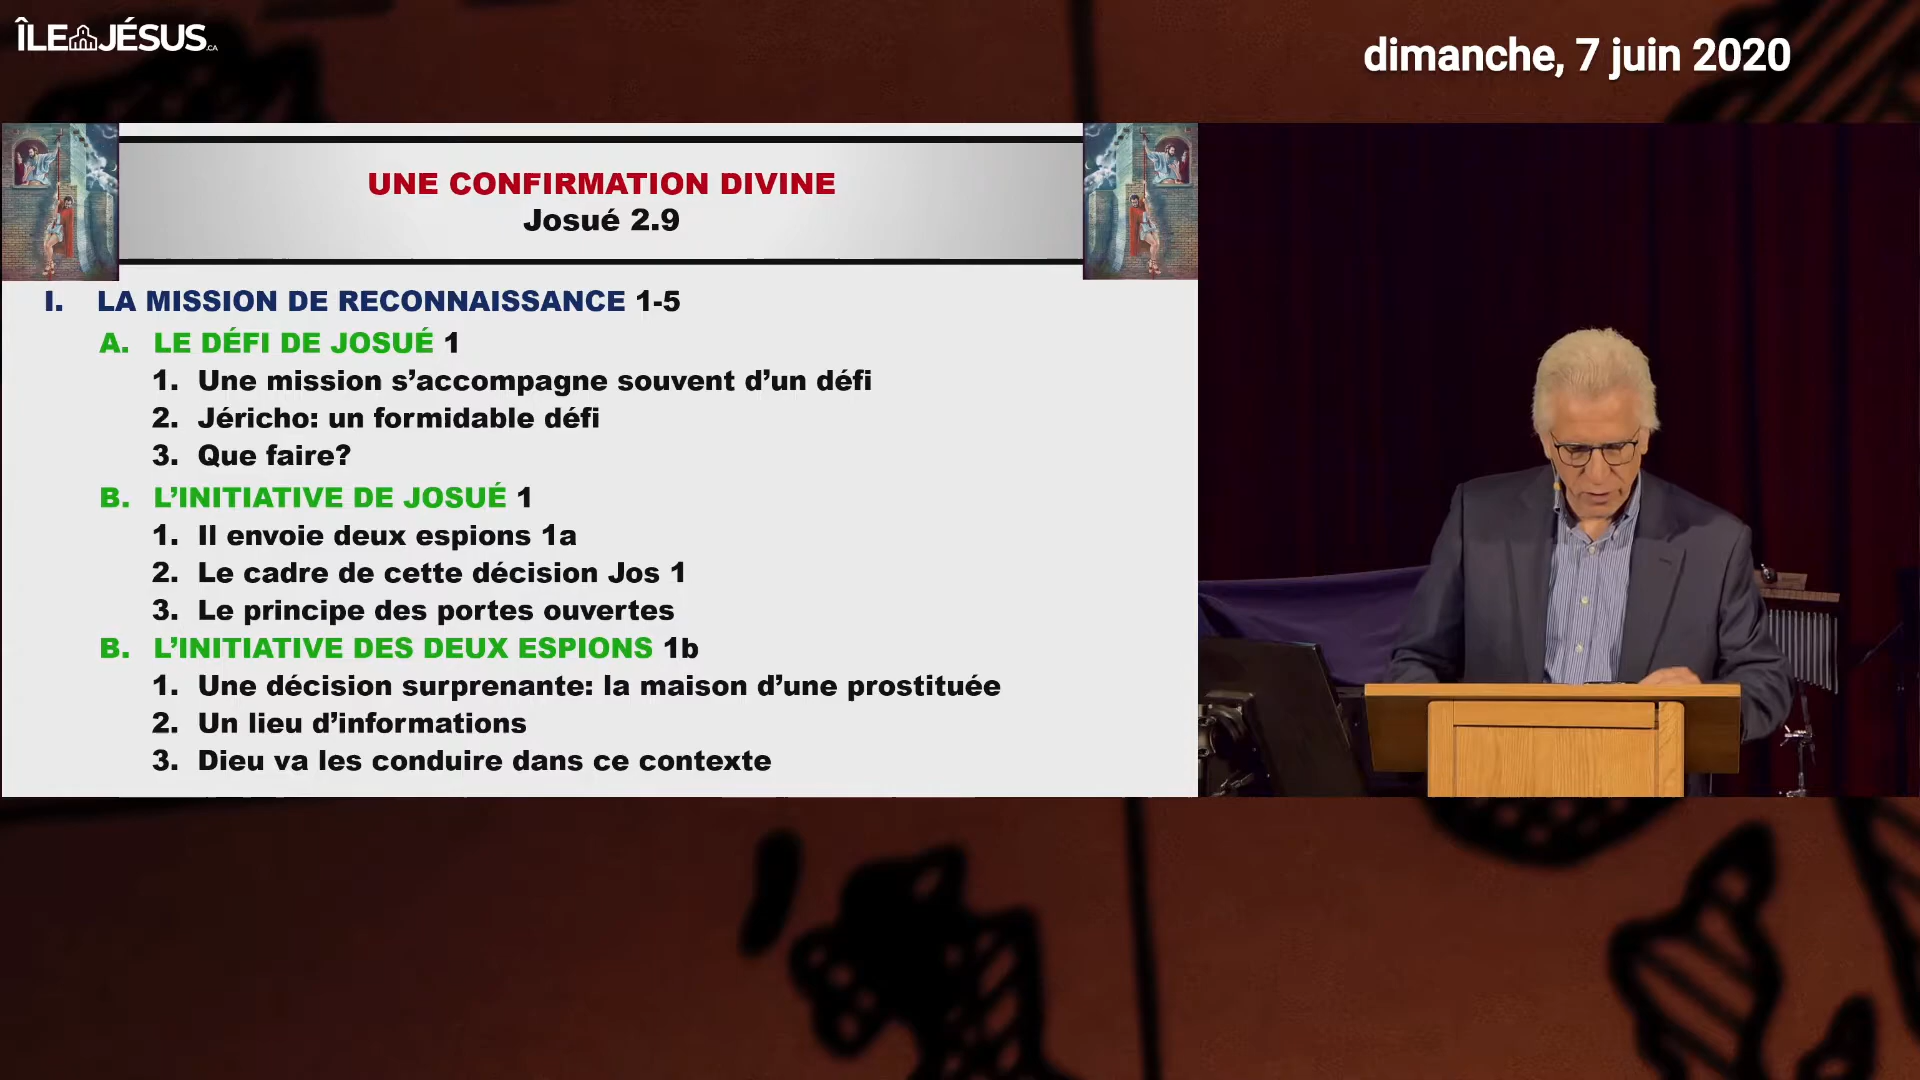 ÎLE JÉSUS.CA
dimanche, 7 juin 2020
UNE CONFIRMATION DIVINE
Josué 2.9
I. LA MISSION DE RECONNAISSANCE 1-5
A. LE DÉFI DE JOSUÉ 1
1. Une mission s’accompagne souvent d’un défi
2. Jéricho: un formidable défi
3. Que faire?
B. L’INITIATIVE DE JOSUÉ 1
1. Il envoie deux espions 1a
2. Le cadre de cette décision Jos 1
3. Le principe des portes ouvertes
B. L’INITIATIVE DES DEUX ESPIONS 1b
1. Une décision surprenante: la maison d’une prostituée
2. Un lieu d’informations
3. Dieu va les conduire dans ce contexte